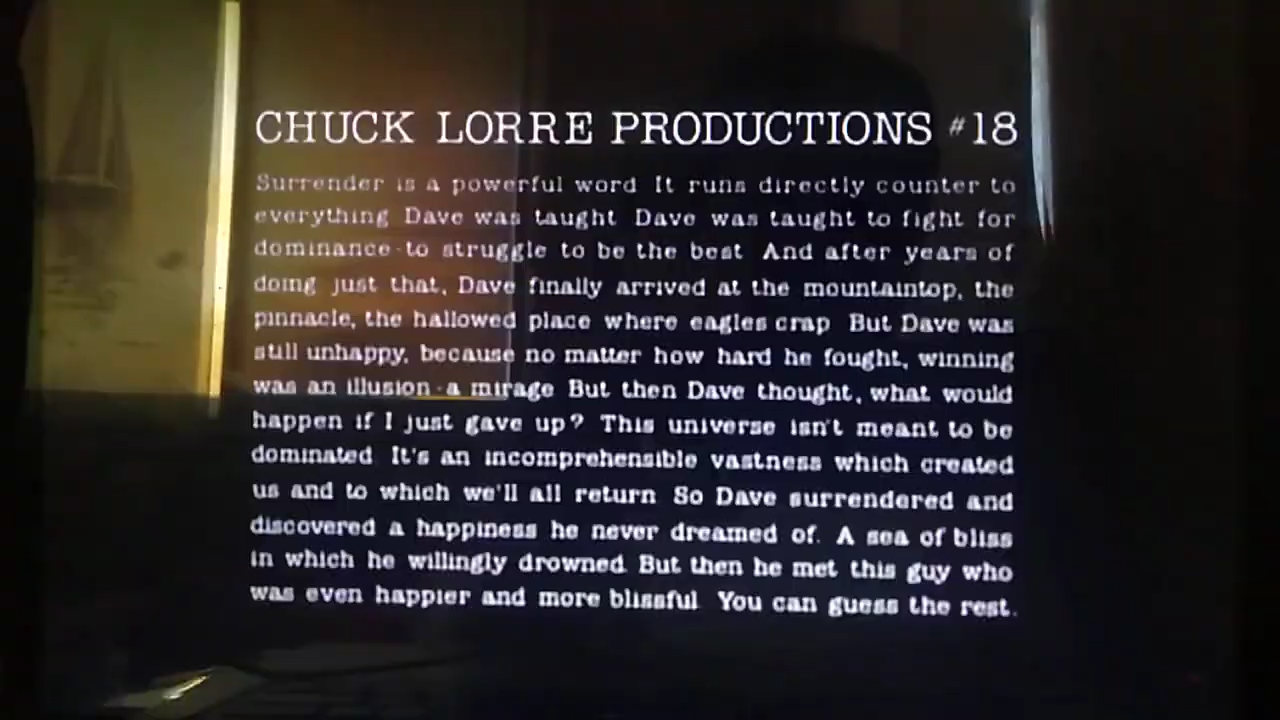 CHUCK LORRE PRODUCTIONS #18
Surrender is a powerful word. It runs directly counter to
everything Dave was taught. Dave was taught to fight for
dominance-to struggle to be the best. And after years of
doing just that, Dave finally arrived at the mountaintop, the
pinnacle, the hallowed place where eagles crap. But Dave was
still unhappy, because no matter how hard he fought, winning
was an illusion-a mirage. But then Dave thought, what would
happen if I just gave up? This universe isn't meant to be
dominated. It's an incomprehensible vastness which created
us and to which we'll all return. So Dave surrendered and
discovered a happiness he never dreamed of. A sea of bliss
in which he willingly drowned. But then he met this guy who
was even happier and more blissful. You can guess the rest.